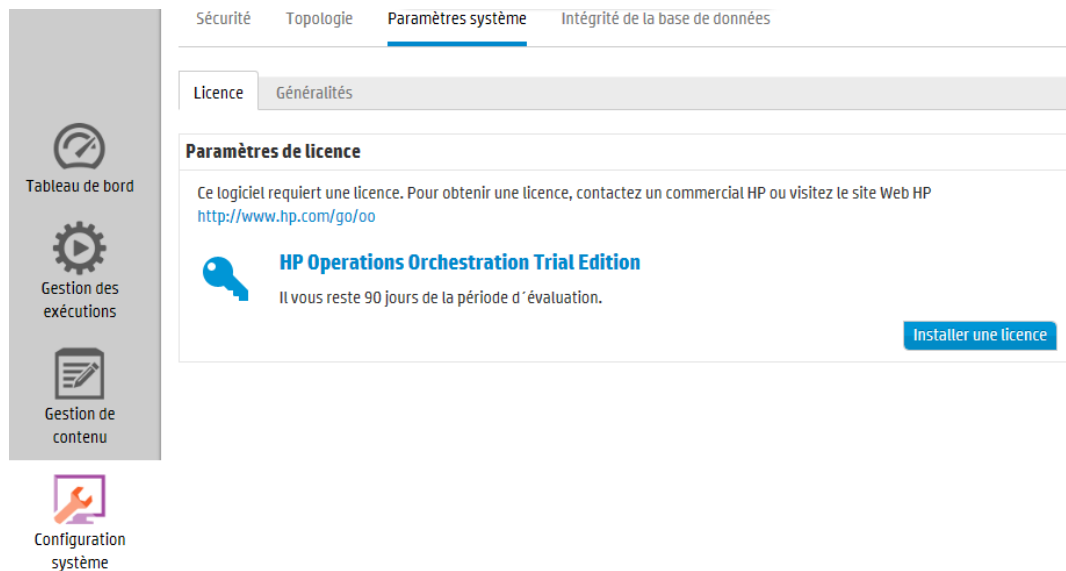 Sécurité Topologie Paramètres système Intégrité de la base de données
Licence Généralités
Tableau de bord
Gestion des
exécutions
Gestion de
contenu
Configuration
système
Paramètres de licence
Ce logiciel requiert une licence. Pour obtenir une licence, contactez un commercial HP ou visitez le site Web HP
http://www.hp.com/go/oo
HP Operations Orchestration Trial Edition
Il vous reste 90 jours de la période d´évaluation.
Installer une licence